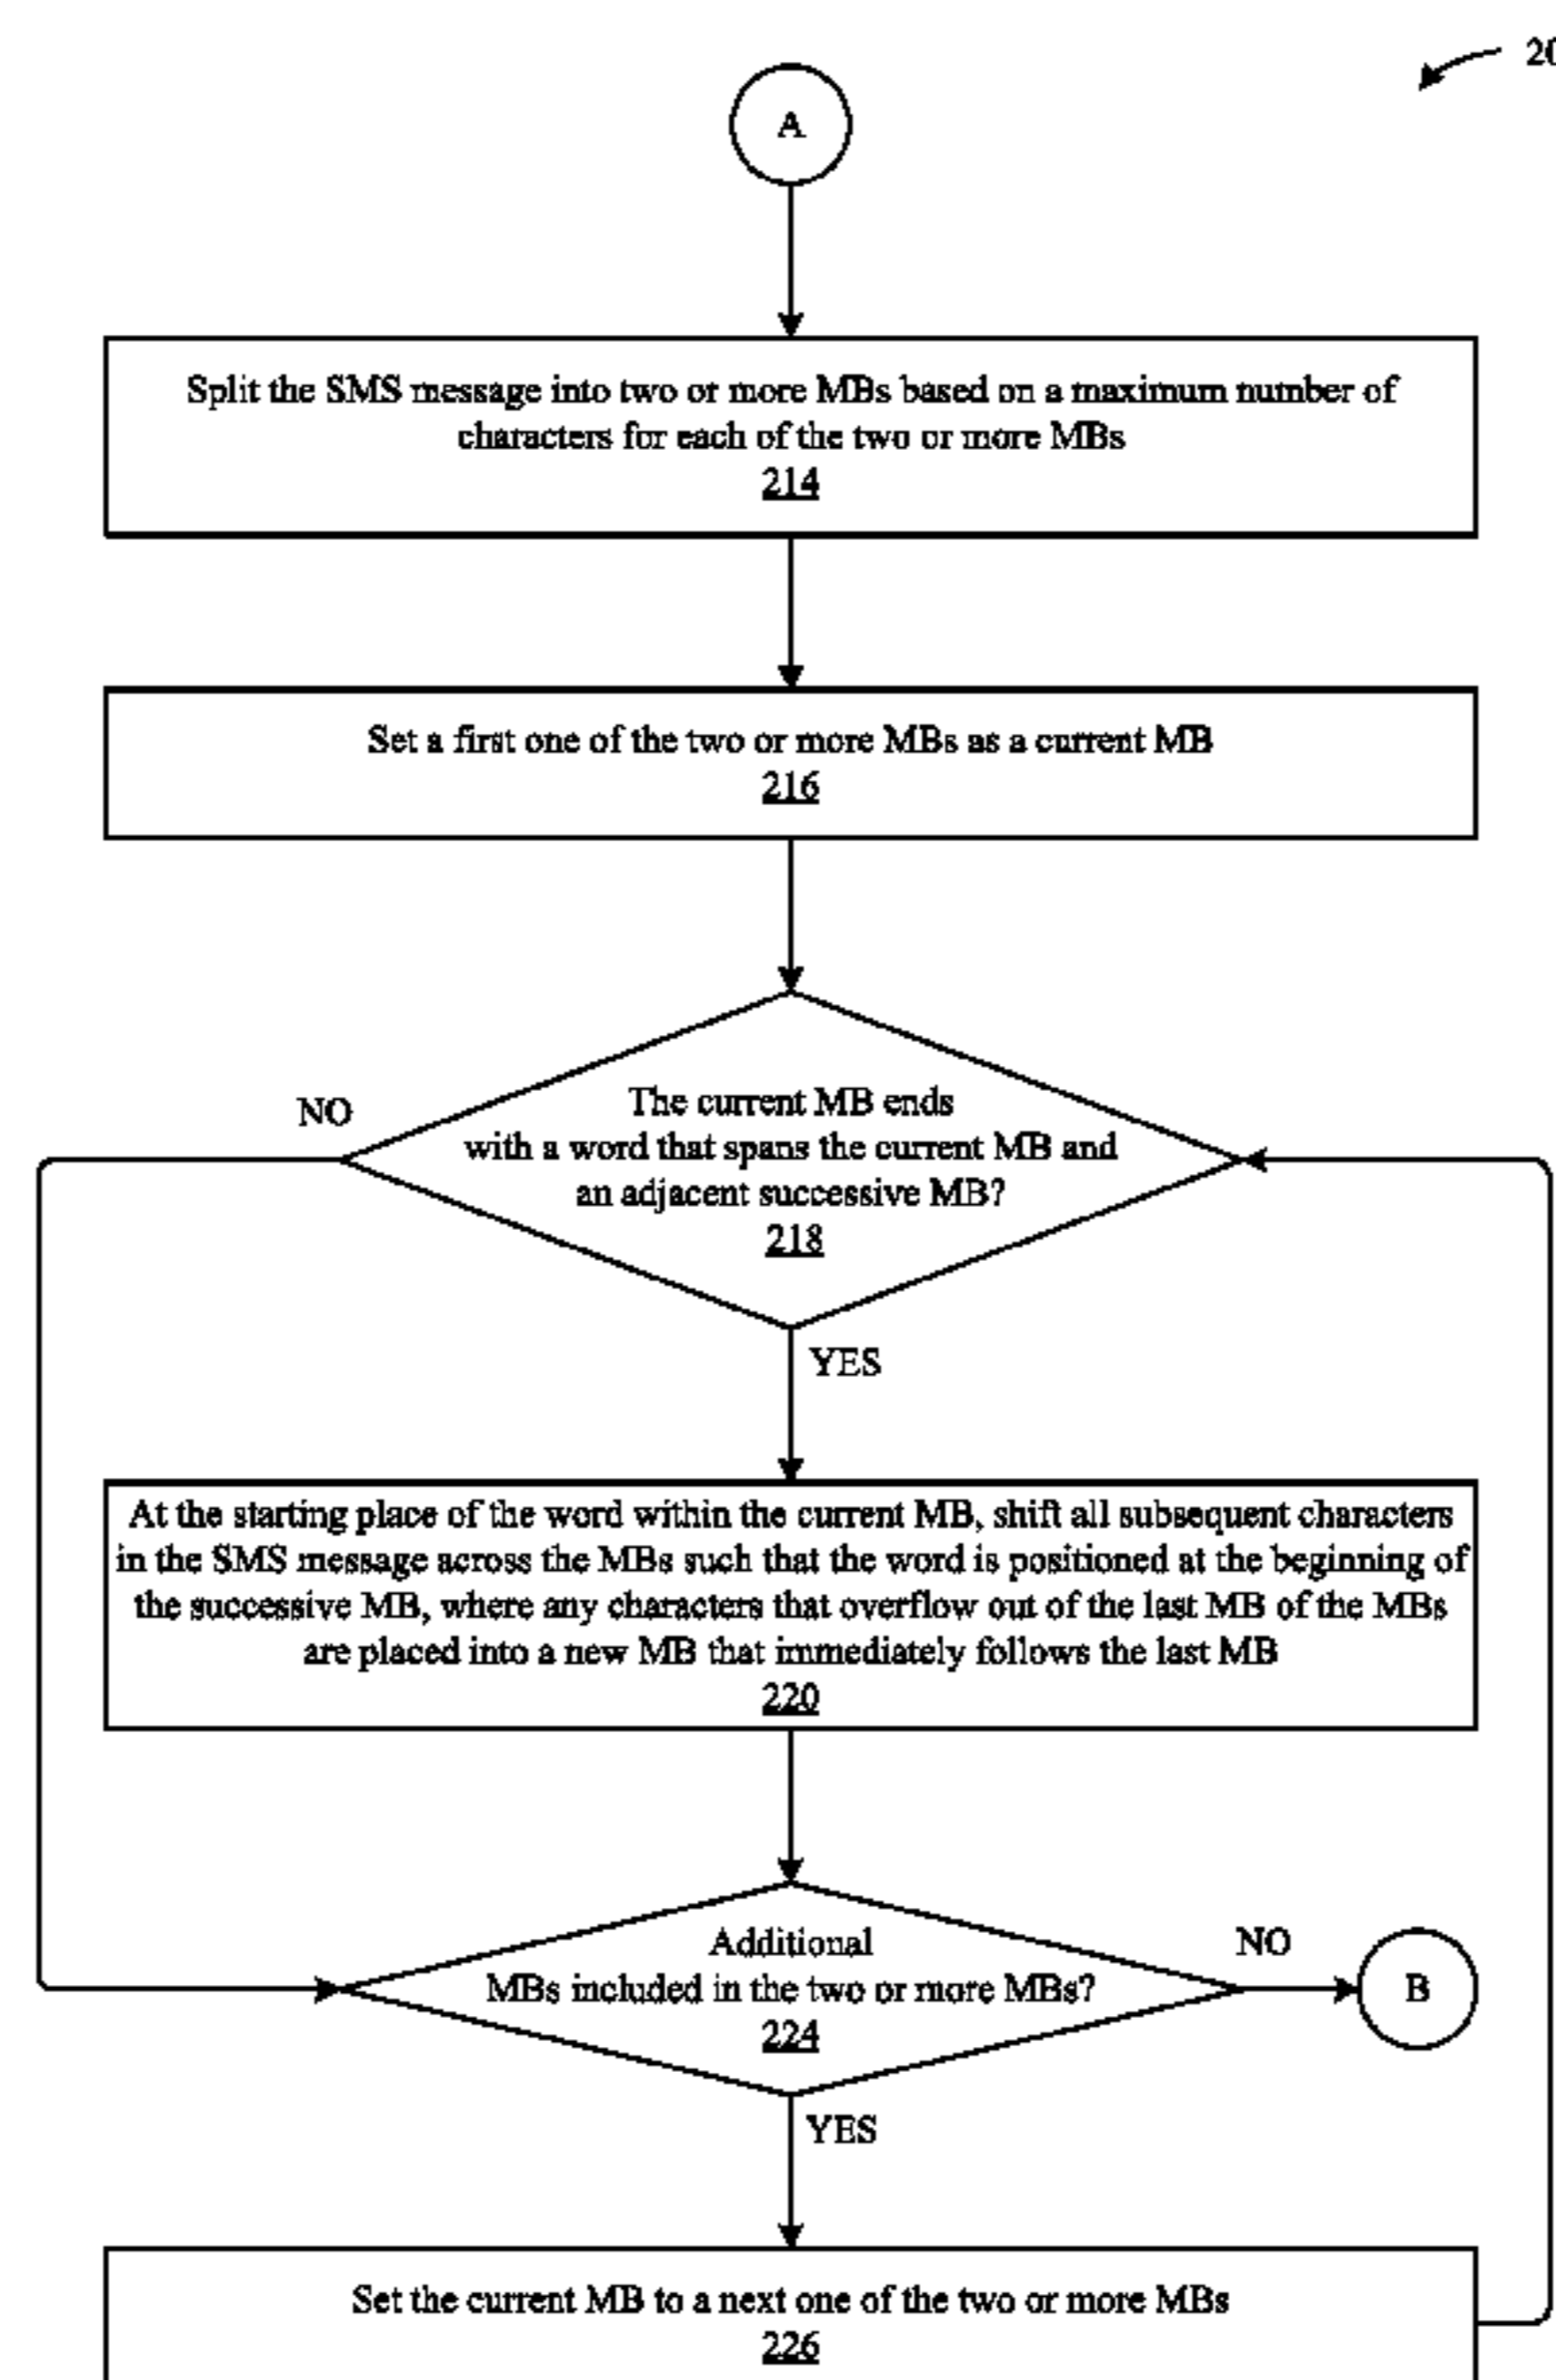 20
A
Split the SMS message into two or more MBs based on a maximum number of
characters for each of the two or more MBs
214
Set a first one of the two or more MBs as a current MB
216
The current MB ends
with a word that spans the current MB and
an adjacent successive MB?
218
NO
YES
At the starting place of the word within the current MB, shift all subsequent characters
in the SMS message across the MBs such that the word is positioned at the beginning of
the successive MB, where any characters that overflow out of the last MB of the MBs
are placed into a new MB that immediately follows the last MB
220
Additional
MBs included in the two or more MBs?
224
NO
B
YES
Set the current MB to a next one of the two or more MBs
226